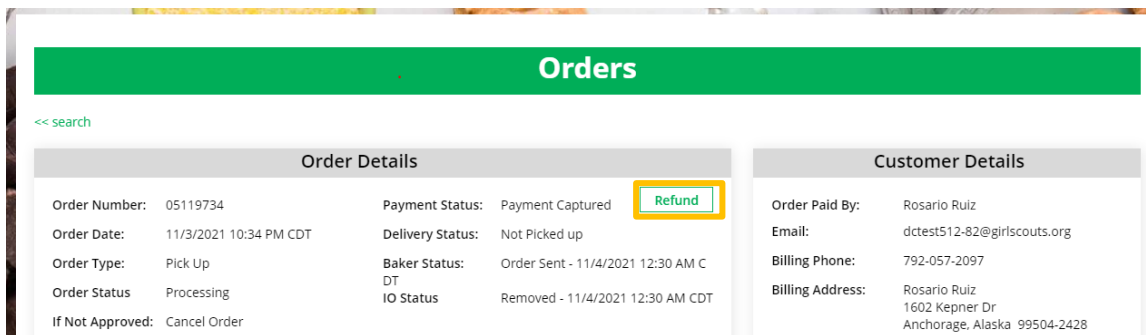 Orders
<< search
Order Details
Order Number: 05119734
Payment Status: Payment Captured
Refund
Order Date: 11/3/2021 10:34 PM CDT
Delivery Status: Not Picked up
Order Type: Pick Up
Baker Status: Order Sent - 11/4/2021 12:30 AM C
DT
Order Status Processing
IO Status Removed - 11/4/2021 12:30 AM CDT
If Not Approved: Cancel Order
Customer Details
Order Paid By: Rosario Ruiz
Email: dctest512-82@girlscouts.org
Billing Phone: 792-057-2097
Billing Address: Rosario Ruiz
1602 Kepner Dr
Anchorage, Alaska 99504-2428